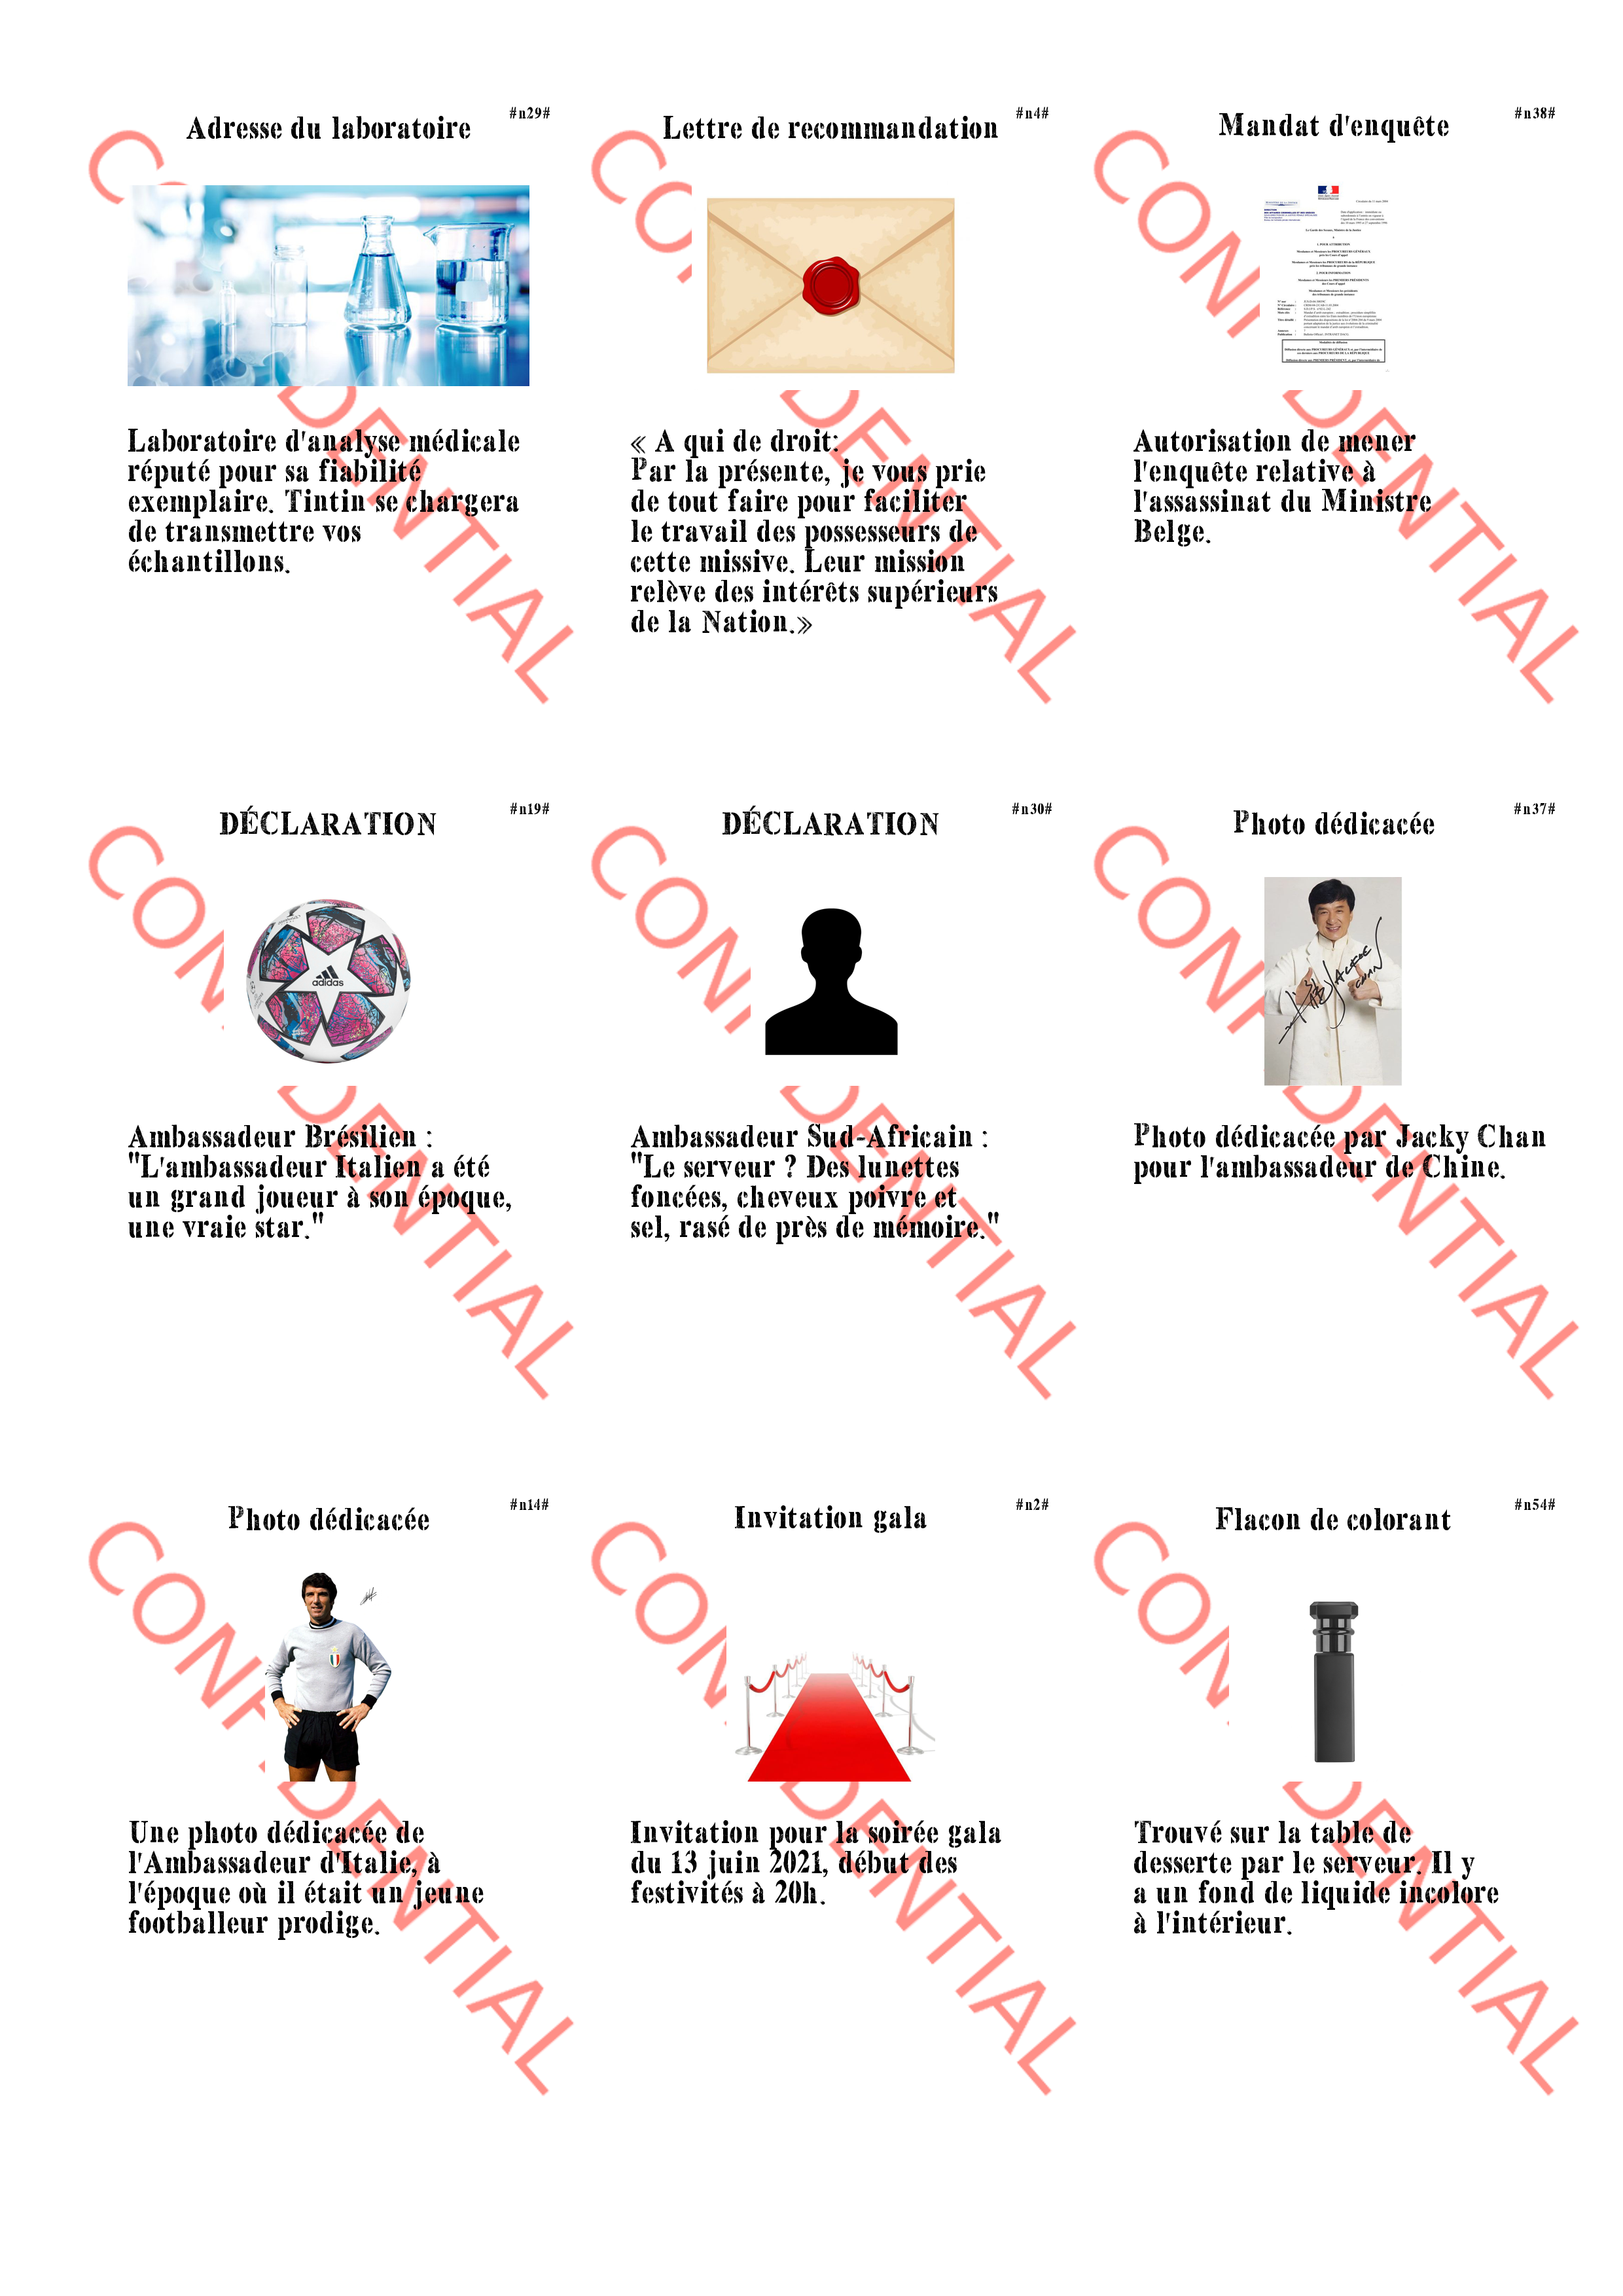 #n29#
Adresse du laboratoire
CONFIDENTIAL
Laboratoire d'analyse médicale
réputé pour sa fiabilité
exemplaire. Tintin se chargera
de transmettre vos
échantillons.
#n4#
Lettre de recommandation
CONFIDENTIAL
« A qui de droit:
Par la présente, je vous prie
de tout faire pour faciliter
le travail des possesseurs de
cette missive. Leur mission
relève des intérêts supérieurs
de la Nation.»
#n38#
Mandat d'enquête
CONFIDENTIAL
Autorisation de mener
l'enquête relative à
l'assassinat du Ministre
Belge.
#n19#
DÉCLARATION
CONFIDENTIAL
adidas
Ambassadeur Brésilien :
"L'ambassadeur Italien a été
un grand joueur à son époque,
une vraie star."
#n30#
DÉCLARATION
CONFIDENTIAL
Ambassadeur Sud-Africain :
"Le serveur ? Des lunettes
foncées, cheveux poivre et
sel, rasé de près de mémoire."
#n37#
Photo dédicacée
CONFIDENTIAL
JACKIE
CHAN
Photo dédicacée par Jacky Chan
pour l'ambassadeur de Chine.
#n14#
Photo dédicacée
CONFIDENTIAL
Une photo dédicacée de
l'Ambassadeur d'Italie, à
l'époque où il était un jeune
footballeur prodige.
#n2#
Invitation gala
CONFIDENTIAL
Invitation pour la soirée gala
du 13 juin 2021, début des
festivités à 20h.
#n54#
Flacon de colorant
CONFIDENTIAL
Trouvé sur la table de
desserte par le serveur. Il y
a un fond de liquide incolore
à l'intérieur.